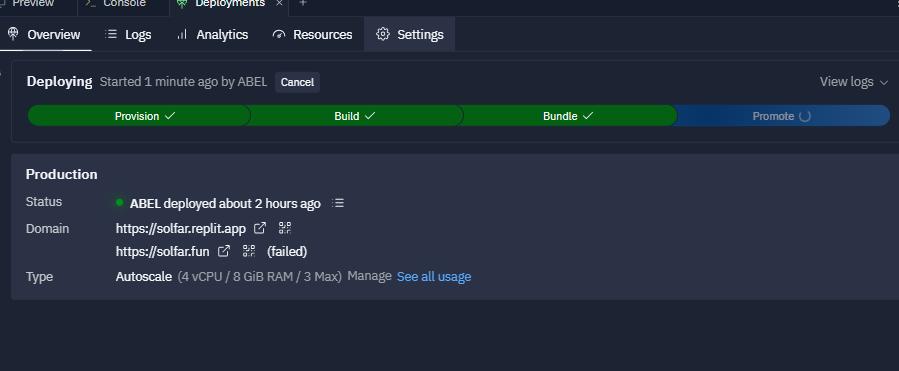 Preview Console Deployments
Overview Logs Analytics Resources Settings
Deploying Started 1 minute ago by ABEL Cancel View logs
Provision Build Bundle Promote
Production
Status ABEL deployed about 2 hours ago
Domain https://solfar.replit.app
https://solfar.fun (failed)
Type Autoscale (4 vCPU / 8 GiB RAM / 3 Max) Manage See all usage